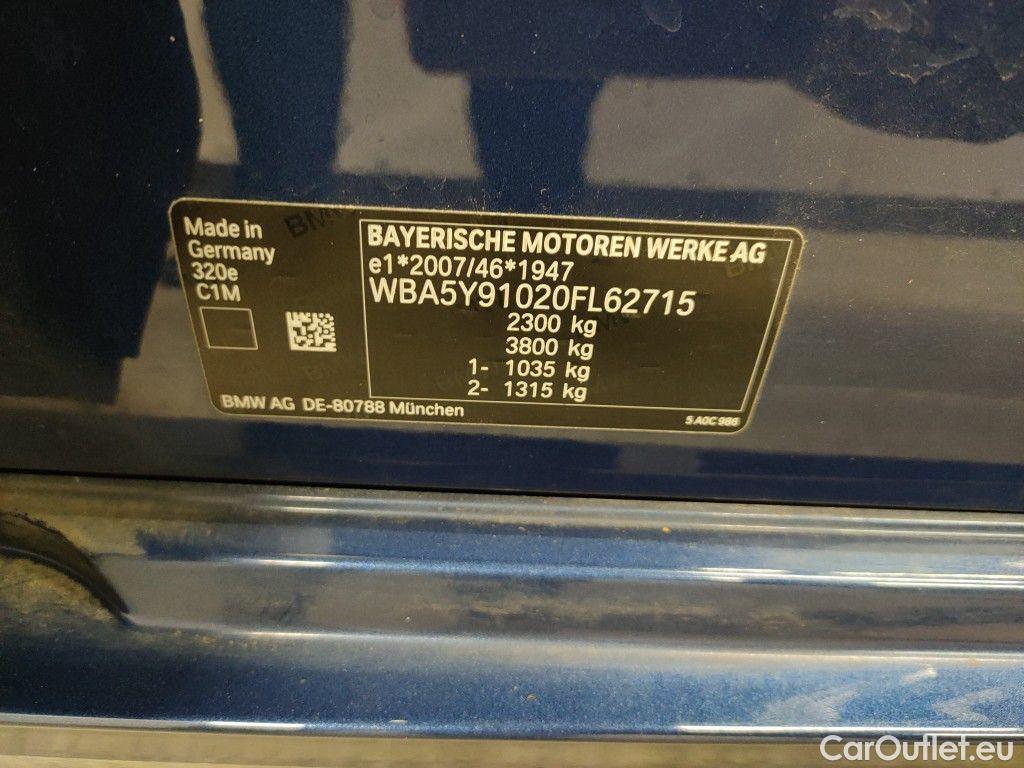 Made in
Germany
320e
C1M
BAYERISCHE MOTOREN WERKE AG
e1*2007/46*1947
WBA5Y91020FL62715
2300 kg
3800 kg
1- 1035 kg
2- 1315 kg
BMW AG DE-80788 München
5 A0C 986
CarOutlet.eu